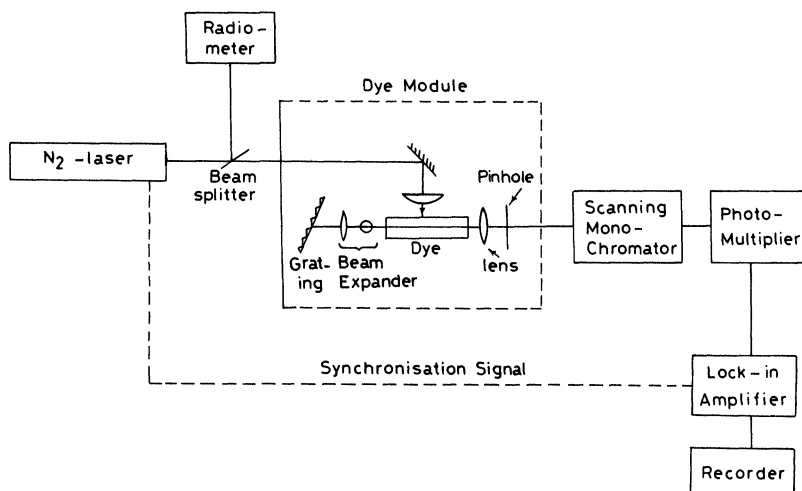 Radio-
meter
Dye Module
N2 -laser
Beam
splitter
Pinhole
Scanning
Mono-
Chromator
Photo-
Multiplier
Grat-
ing
Beam
Expander
Dye
lens
Synchronisation Signal
Lock-in
Amplifier
Recorder